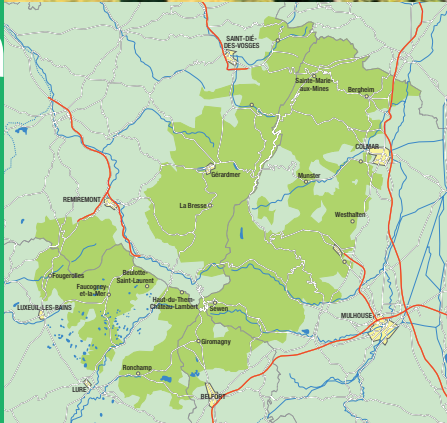 SAINT-DIÉ-
DES-VOSGES
Sainte-Marie-
aux-Mines
Bergheim
COLMAR
Gérardmer
Munster
La Bresse
REMIREMONT
Westhalten
Fougerolles
Beulotte-
Saint-Laurent
Faucogney-
et-la-Mer
Haut-du-Them-
Château-Lambert
Sewen
LUXEUIL-LES-BAINS
MULHOUSE
Giromagny
Ronchamp
LURE
BELFORT